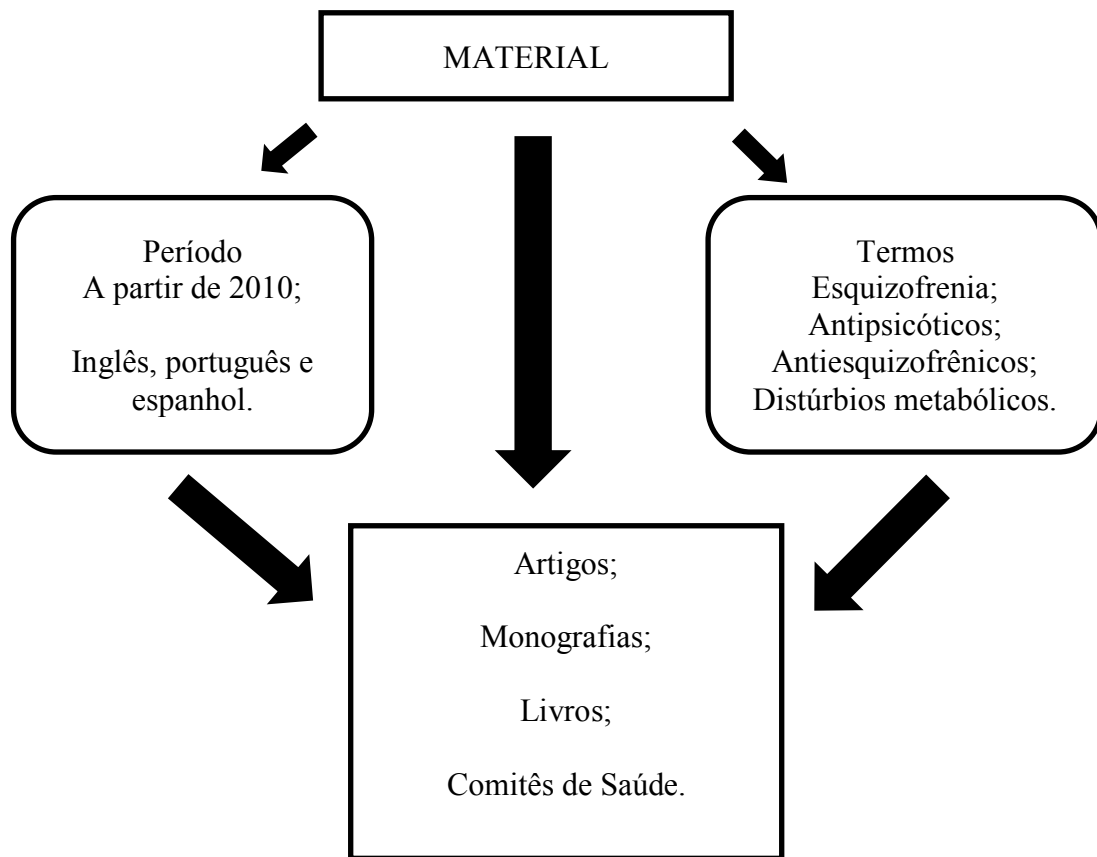 MATERIAL
Período
A partir de 2010;
Inglês, português e
espanhol.
Termos
Esquizofrenia;
Antipsicóticos;
Antiesquizofrênicos;
Distúrbios metabólicos.
Artigos;
Monografias;
Livros;
Comitês de Saúde.